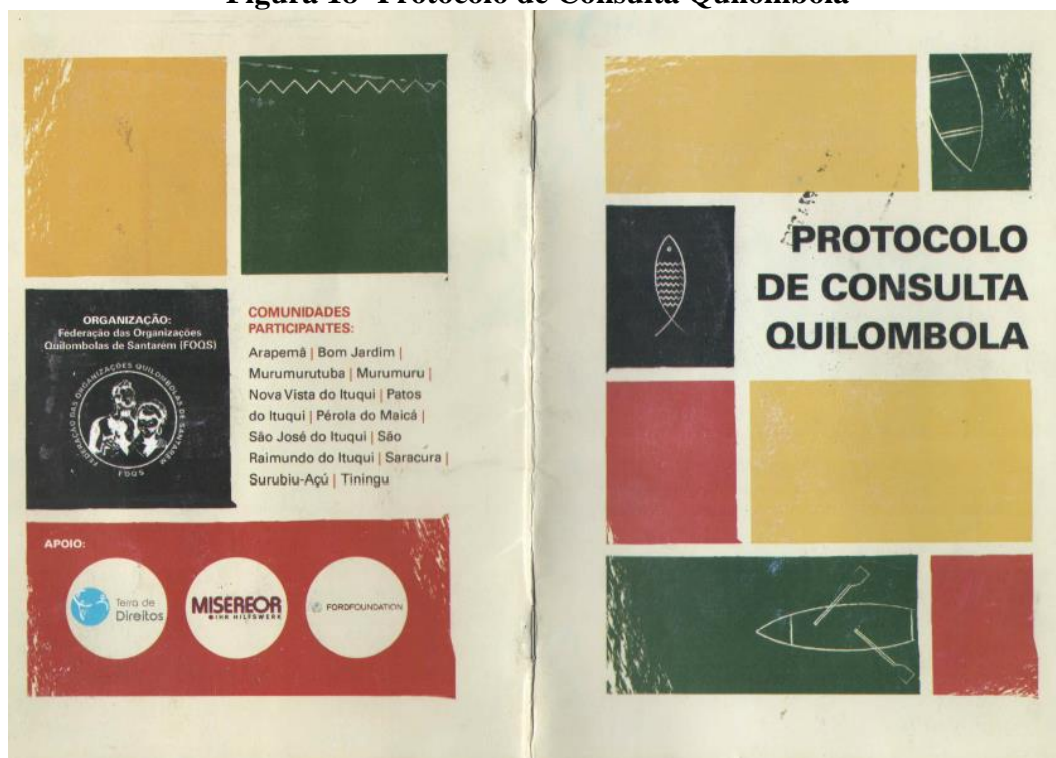 Figura 18 Protocolo de Consulta Quilombola
ORGANIZAÇÃO:
Federação das Organizações
Quilombolas de Santarém (FOQS)
FEDERAÇÃO DAS ORGANIZAÇÕES QUILOMBOLAS DE SANTARÉM
FOQS
COMUNIDADES
PARTICIPANTES:
Arapemã | Bom Jardim |
Murumurutuba | Murumuru |
Nova Vista do Ituqui | Patos
do Ituqui | Pérola do Maicá |
São José do Ituqui | São
Raimundo do Ituqui | Saracura |
Surubiu-Açú | Tiningu
APOIO:
Terra de
Direitos
MISEREOR
IHR HILFSWERK
FORDFOUNDATION
PROTOCOLO
DE CONSULTA
QUILOMBOLA